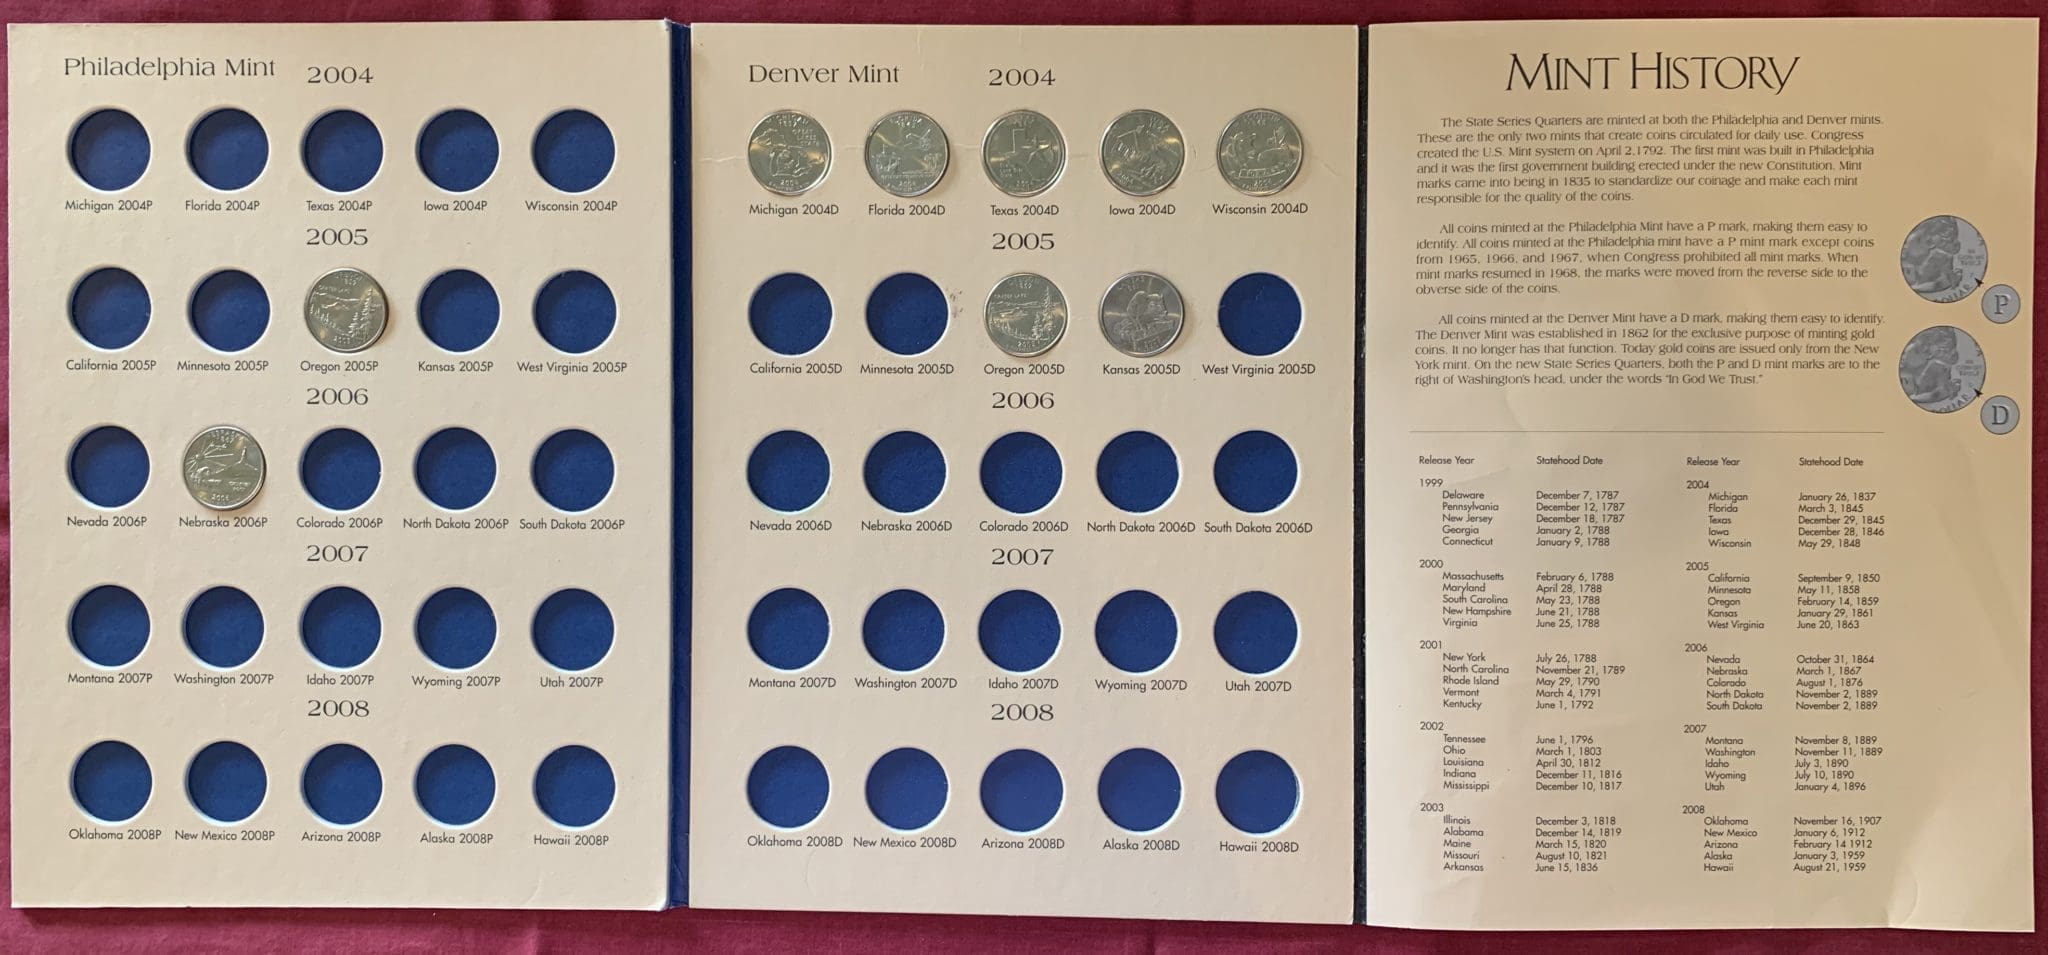 Philadelphia Mint 2004
Michigan 2004P Florida 2004P Texas 2004P Iowa 2004P Wisconsin 2004P
2005
California 2005P Minnesota 2005P Oregon 2005P Kansas 2005P West Virginia 2005P
2006
Nevada 2006P Nebraska 2006P Colorado 2006P North Dakota 2006P South Dakota 2006P
2007
Montana 2007P Washington 2007P Idaho 2007P Wyoming 2007P Utah 2007P
2008
Oklahoma 2008P New Mexico 2008P Arizona 2008P Alaska 2008P Hawaii 2008P
Denver Mint 2004
Michigan 2004D Florida 2004D Texas 2004D Iowa 2004D Wisconsin 2004D
2005
California 2005D Minnesota 2005D Oregon 2005D Kansas 2005D West Virginia 2005D
2006
Nevada 2006D Nebraska 2006D Colorado 2006D North Dakota 2006D South Dakota 2006D
2007
Montana 2007D Washington 2007D Idaho 2007D Wyoming 2007D Utah 2007D
2008
Oklahoma 2008D New Mexico 2008D Arizona 2008D Alaska 2008D Hawaii 2008D
MINT HISTORY
The State Series Quarters are minted at both the Philadelphia and Denver mints.
These are the only two mints that create coins circulated for daily use. Congress
created the U.S. Mint system on April 2, 1792. The first mint was built in Philadelphia
and it was the first government building erected under the new Constitution. Mint
marks came into being in 1835 to standardize our coinage and make each mint
responsible for the quality of the coins.
All coins minted at the Philadelphia Mint have a P mark, making them easy to
identify. All coins minted at the Philadelphia mint have a P mint mark except coins
from 1965, 1966, and 1967, when Congress prohibited all mint marks. When
mint marks resumed in 1968, the marks were moved from the reverse side to the
obverse side of the coins.
P
All coins minted at the Denver Mint have a D mark, making them easy to identify.
The Denver Mint was established in 1862 for the exclusive purpose of minting gold
coins. It no longer has that function. Today gold coins are issued only from the New
York mint. On the new State Series Quarters, both the P and D mint marks are to the
right of Washington's head, under the words "In God We Trust."
D
Release Year Statehood Date
1999
Delaware December 7, 1787
Pennsylvania December 12, 1787
New Jersey December 18, 1787
Georgia January 2, 1788
Connecticut January 9, 1788
2000
Massachusetts February 6, 1788
Maryland April 28, 1788
South Carolina May 23, 1788
New Hampshire June 21, 1788
Virginia June 25, 1788
2001
New York July 26, 1788
North Carolina November 21, 1789
Rhode Island May 29, 1790
Vermont March 4, 1791
Kentucky June 1, 1792
2002
Tennessee June 1, 1796
Ohio March 1, 1803
Louisiana April 30, 1812
Indiana December 11, 1816
Mississippi December 10, 1817
2003
Illinois December 3, 1818
Alabama December 14, 1819
Maine March 15, 1820
Missouri August 10, 1821
Arkansas June 15, 1836
Release Year Statehood Date
2004
Michigan January 26, 1837
Florida March 3, 1845
Texas December 29, 1845
Iowa December 28, 1846
Wisconsin May 29, 1848
2005
California September 9, 1850
Minnesota May 11, 1858
Oregon February 14, 1859
Kansas January 29, 1861
West Virginia June 20, 1863
2006
Nevada October 31, 1864
Nebraska March 1, 1867
Colorado August 1, 1876
North Dakota November 2, 1889
South Dakota November 2, 1889
2007
Montana November 8, 1889
Washington November 11, 1889
Idaho July 3, 1890
Wyoming July 10, 1890
Utah January 4, 1896
2008
Oklahoma November 16, 1907
New Mexico January 6, 1912
Arizona February 14 1912
Alaska January 3, 1959
Hawaii August 21, 1959